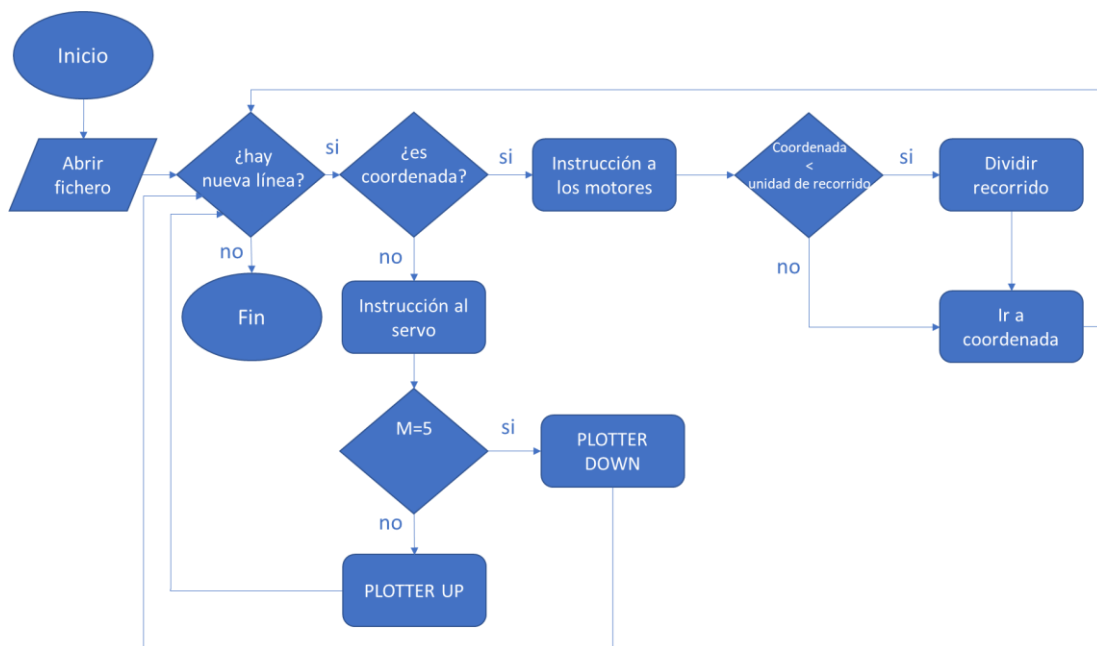 Inicio
Abrir
fichero
¿hay
nueva línea?
si
¿es
coordenada?
si
Instrucción a
los motores
Coordenada
<
unidad de recorrido
si
Dividir
recorrido
no
Fin
no
Instrucción al
servo
no
Ir a
coordenada
M=5
si
PLOTTER
DOWN
no
PLOTTER UP